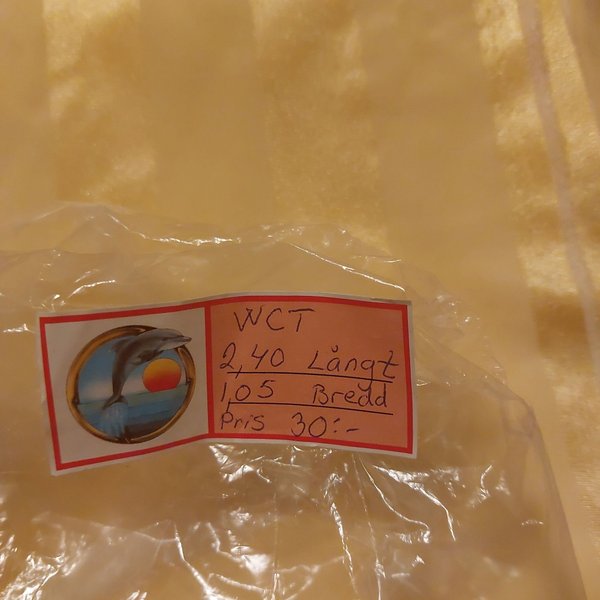 WCT
2,40 Långt
1,05 Bredd
Pris 30:-